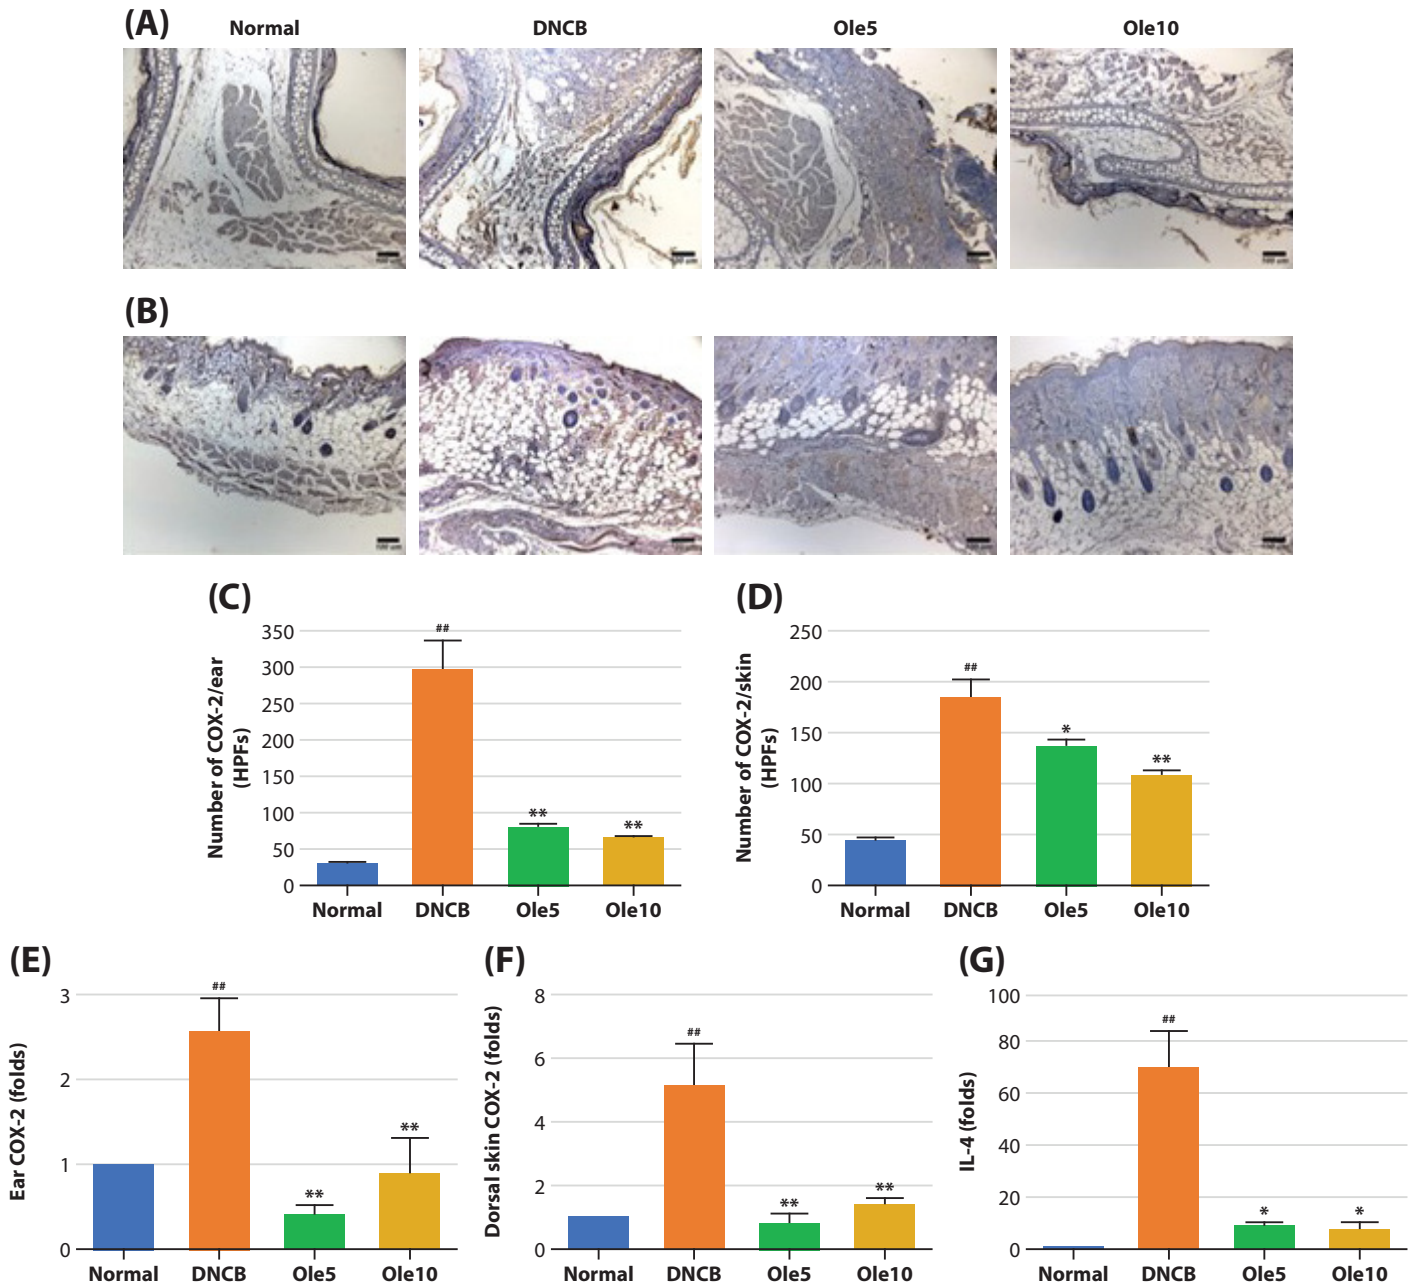 (A)
Normal DNCB Ole5 Ole10
(B)
(C)
Number of COX-2/ear
(HPFs)
350
300
250
200
150
100
50
0
##
**
**
Normal DNCB Ole5 Ole10
(D)
Number of COX-2/skin
(HPFs)
250
200
150
100
50
0
##
*
**
Normal DNCB Ole5 Ole10
(E)
Ear COX-2 (folds)
3
2
1
0
##
**
**
Normal DNCB Ole5 Ole10
(F)
Dorsal skin COX-2 (folds)
8
6
4
2
0
##
**
**
Normal DNCB Ole5 Ole10
(G)
IL-4 (folds)
100
80
60
40
20
0
##
*
*
Normal DNCB Ole5 Ole10